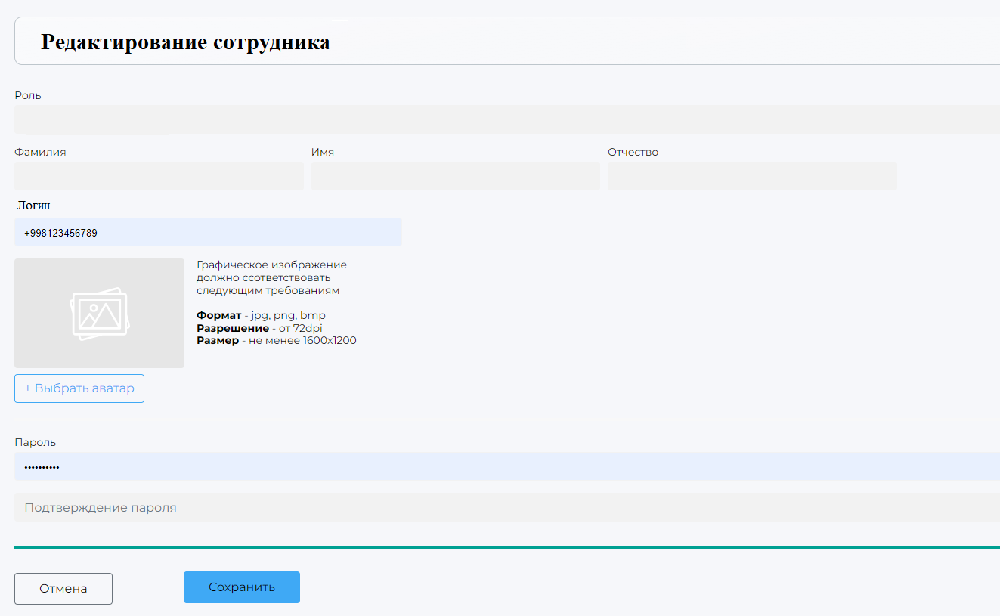 Редактирование сотрудника
Роль
Фамилия Имя Отчество
Логин
+998123456789
Графическое изображение
должно ссответствовать
следующим требованиям
Формат - jpg, png, bmp
Разрешение - от 72dpi
Размер - не менее 1600x1200
+ Выбрать аватар
Пароль
••••••••••
Подтверждение пароля
Отмена Сохранить